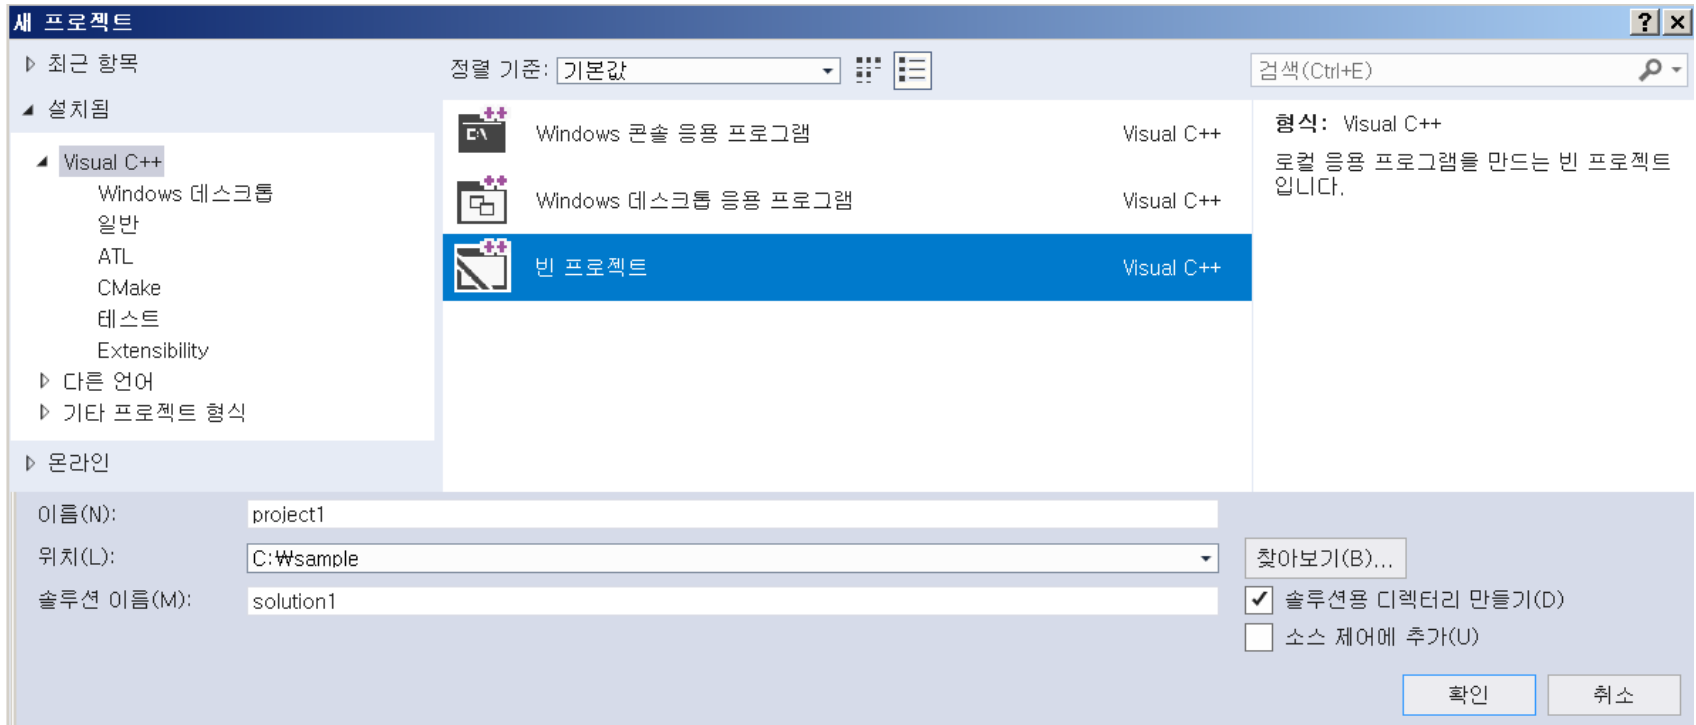 새 프로젝트
최근 항목
설치됨
Visual C++
Windows 데스크톱
일반
ATL
CMake
테스트
Extensibility
다른 언어
기타 프로젝트 형식
온라인
정렬 기준: 기본값
Windows 콘솔 응용 프로그램 Visual C++
Windows 데스크톱 응용 프로그램 Visual C++
빈 프로젝트 Visual C++
검색(Ctrl+E)
형식: Visual C++
로컬 응용 프로그램을 만드는 빈 프로젝트
입니다.
이름(N): project1
위치(L): C:₩sample 찾아보기(B)...
솔루션 이름(M): solution1
솔루션용 디렉터리 만들기(D)
소스 제어에 추가(U)
확인 취소